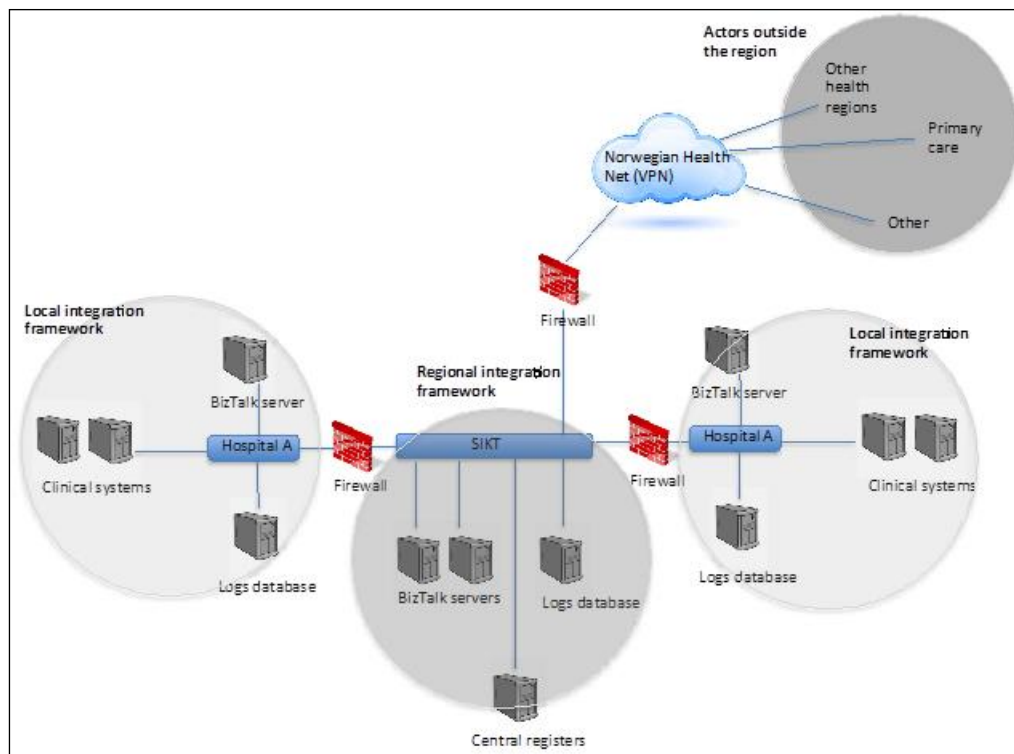 Actors outside
the region
Other
health
regions
Primary
care
Norwegian Health
Net (VPN)
Other
Firewall
Local integration
framework
BizTalk server
Hospital A
Clinical systems
Logs database
Firewall
Regional integration
framework
SIKT
BizTalk servers
Logs database
Central registers
Firewall
Local integration
framework
BizTalk server
Hospital A
Clinical systems
Logs database